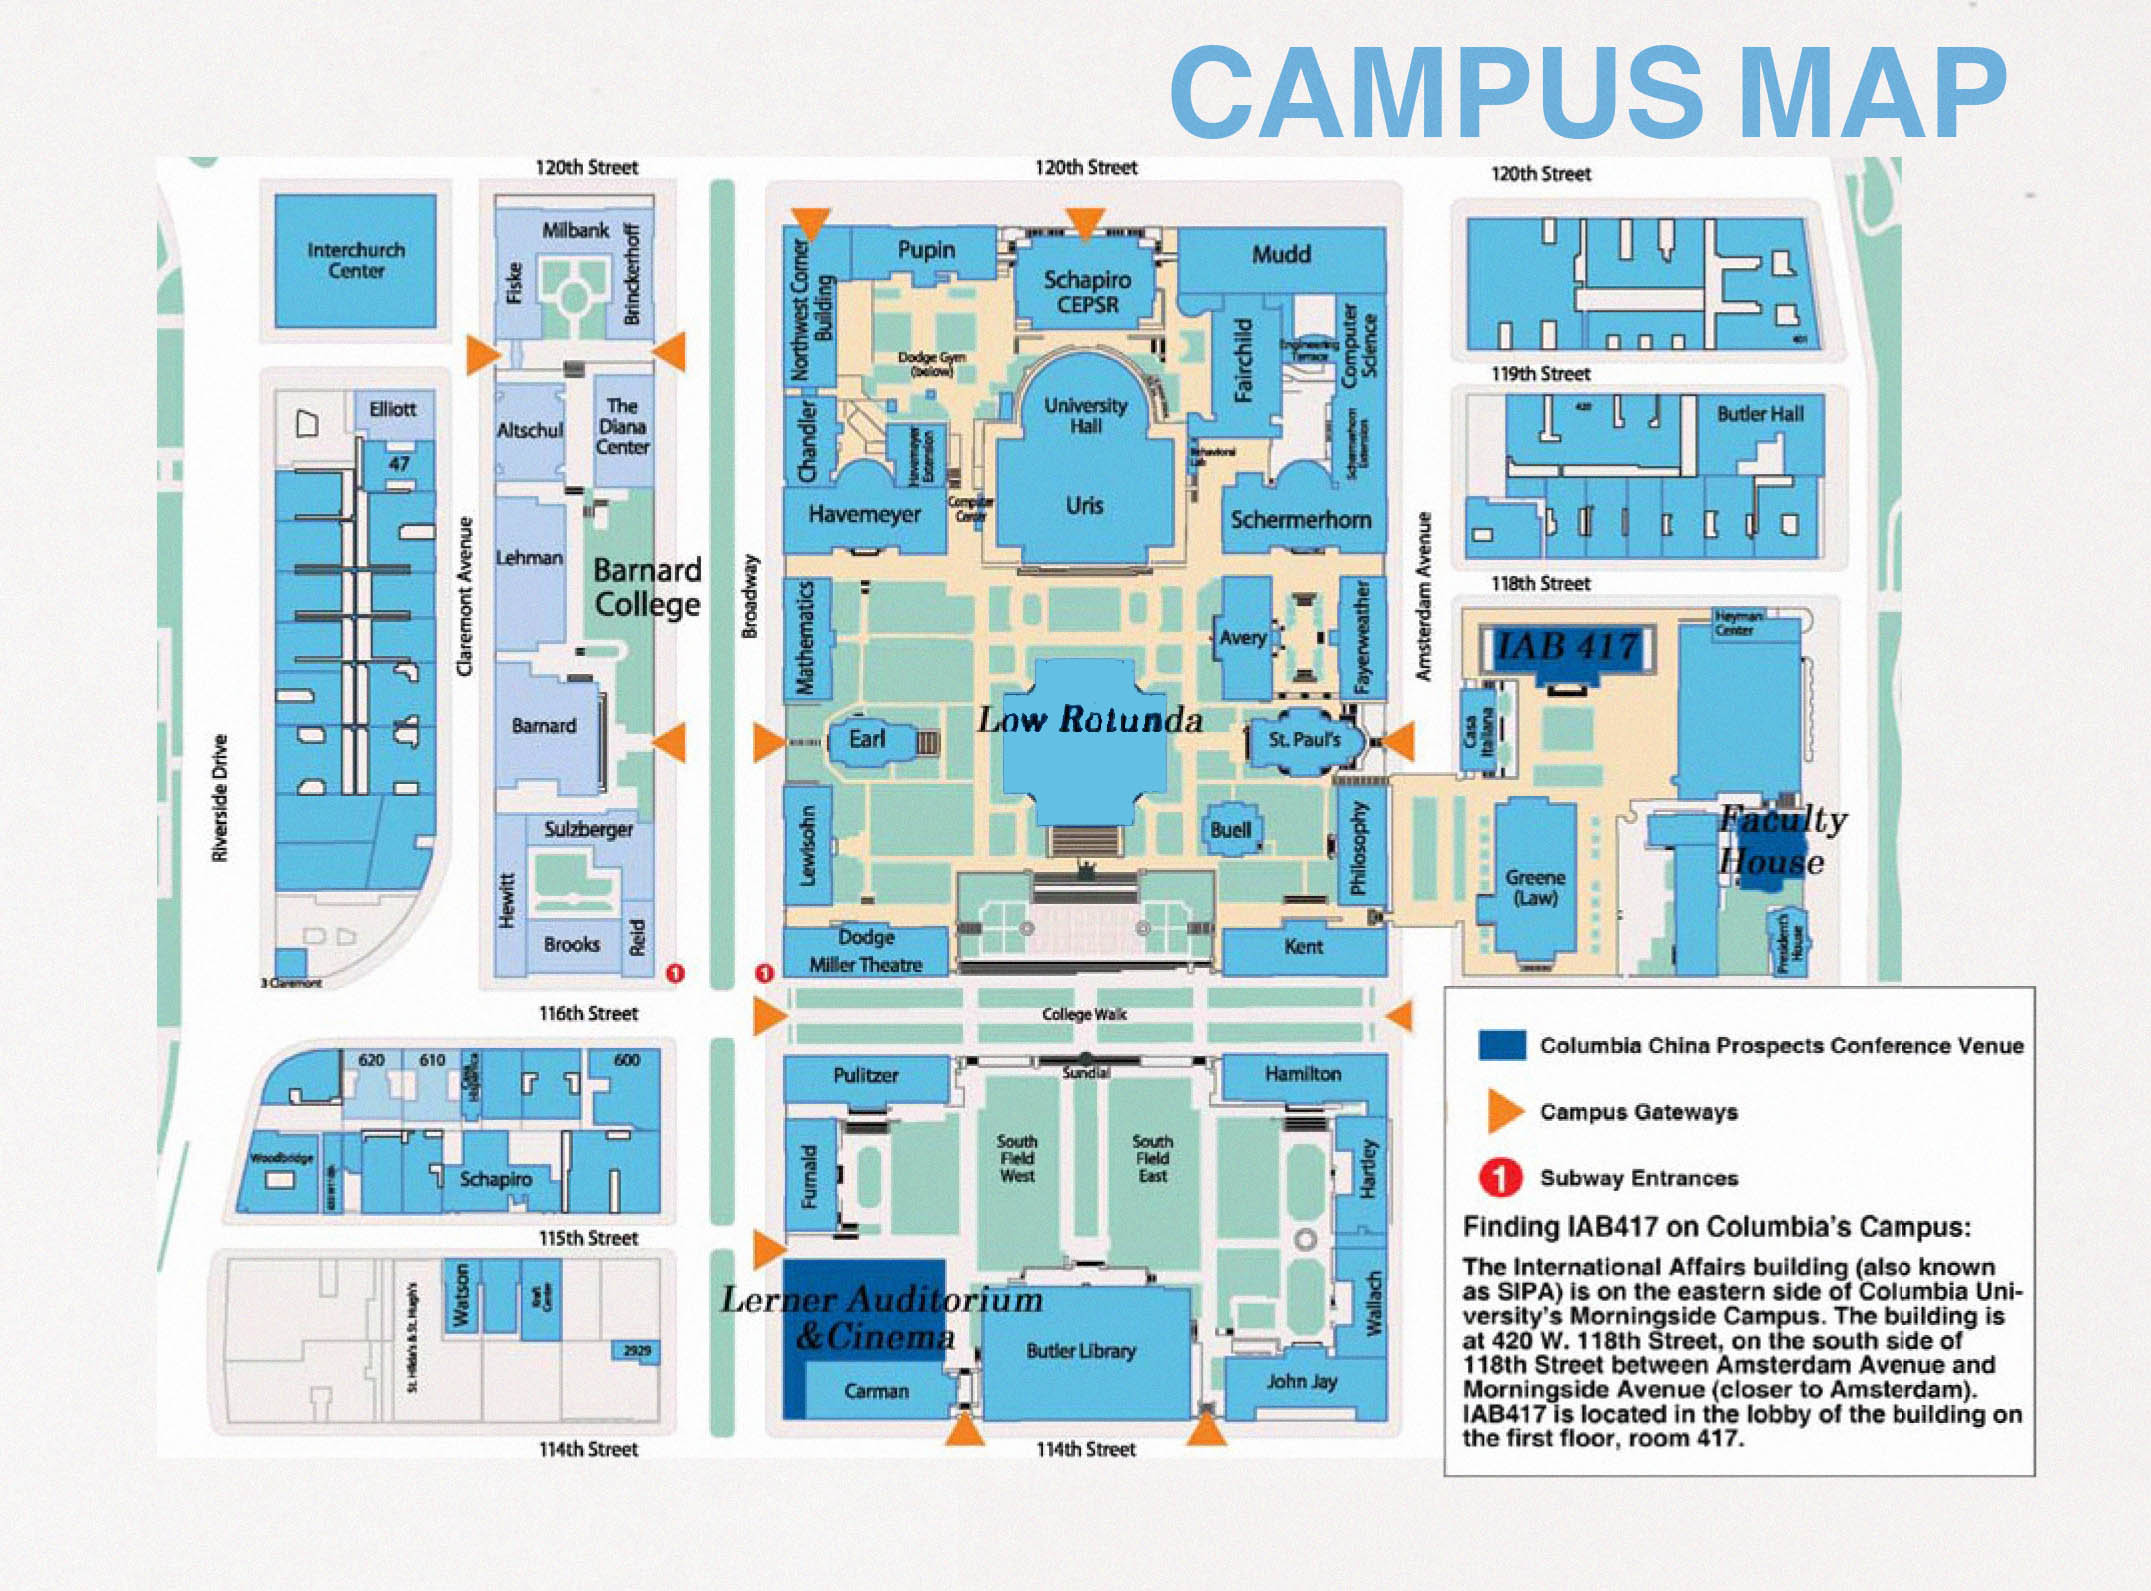 CAMPUS MAP
120th Street
120th Street
120th Street
Interchurch
Center
Milbank
Fiske
Brinckerhoff
Northwest Corner
Building
Pupin
Schapiro
CEPSR
Mudd
Fairchild
Engineering
Terrace
Computer
Science
401
Dodge Gym
(below)
119th Street
Elliott
47
Altschul
The
Diana
Center
Chandler
Havemeyer
Extension
University
Hall
Uris
Behavioral
Lab
Schermerhorn
Extension
420
Butler Hall
Havemeyer
Computer
Center
Schermerhorn
Claremont Avenue
Lehman
Barnard
College
Broadway
Amsterdam Avenue
118th Street
Mathematics
Avery
Fayerweather
IAB 417
Heyman
Center
Barnard
Earl
Low Rotunda
St. Paul's
Casa
Italiana
Riverside Drive
Sulzberger
Hewitt
Brooks
Reid
Lewisohn
Buell
Philosophy
Greene
(Law)
Faculty
House
President's
House
Dodge
Miller Theatre
Kent
1
1
3 Claremont
116th Street
College Walk
620
610
Casa
Hispanica
600
Woodbridge
Schapiro
Pulitzer
Sundial
Hamilton
Furnald
South
Field
West
South
Field
East
Hartley
115th Street
St. Hilda's & St. Hugh's
Watson
Kraft
Center
2929
Lerner Auditorium
&Cinema
Carman
Butler Library
Wallach
John Jay
114th Street
114th Street
Columbia China Prospects Conference Venue
Campus Gateways
1 Subway Entrances
Finding IAB417 on Columbia's Campus:
The International Affairs building (also known
as SIPA) is on the eastern side of Columbia Uni-
versity's Morningside Campus. The building is
at 420 W. 118th Street, on the south side of
118th Street between Amsterdam Avenue and
Morningside Avenue (closer to Amsterdam).
IAB417 is located in the lobby of the building on
the first floor, room 417.